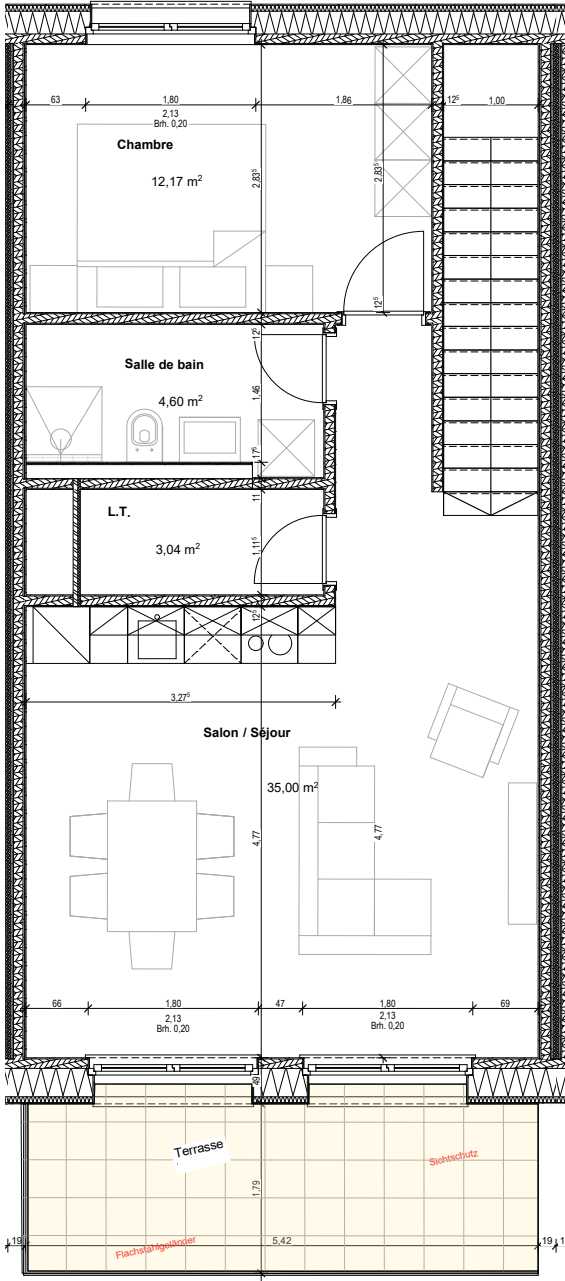 63
1,80
2,13
Brh. 0,20
1,86
12⁵
1,00
Chambre
12,17 m²
2,83⁵
2,83⁵
12⁵
Salle de bain
4,60 m²
12⁵
1,46
17⁵
L.T.
3,04 m²
11
1,11⁵
12⁵
3,27⁵
Salon / Séjour
35,00 m²
4,77
4,77
66
1,80
2,13
Brh. 0,20
47
1,80
2,13
Brh. 0,20
69
49
Terrasse
Sichtschutz
1,79
Flachstahlgeländer
19
5,42
19
1